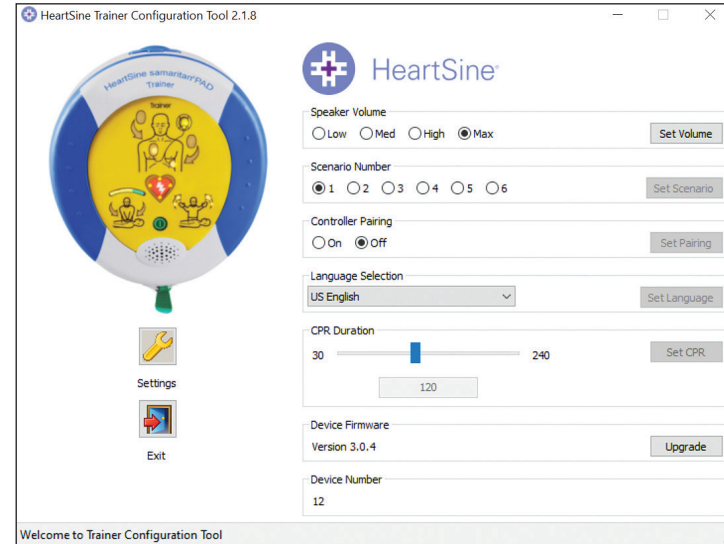 HeartSine Trainer Configuration Tool 2.1.8
HeartSine samaritan PAD
Trainer
Trainer
HeartSine
Speaker Volume
Low Med High Max Set Volume
Scenario Number
1 2 3 4 5 6 Set Scenario
Controller Pairing
On Off Set Pairing
Language Selection
US English Set Language
CPR Duration
30 240 Set CPR
120
Settings
Device Firmware
Version 3.0.4 Upgrade
Exit
Device Number
12
Welcome to Trainer Configuration Tool